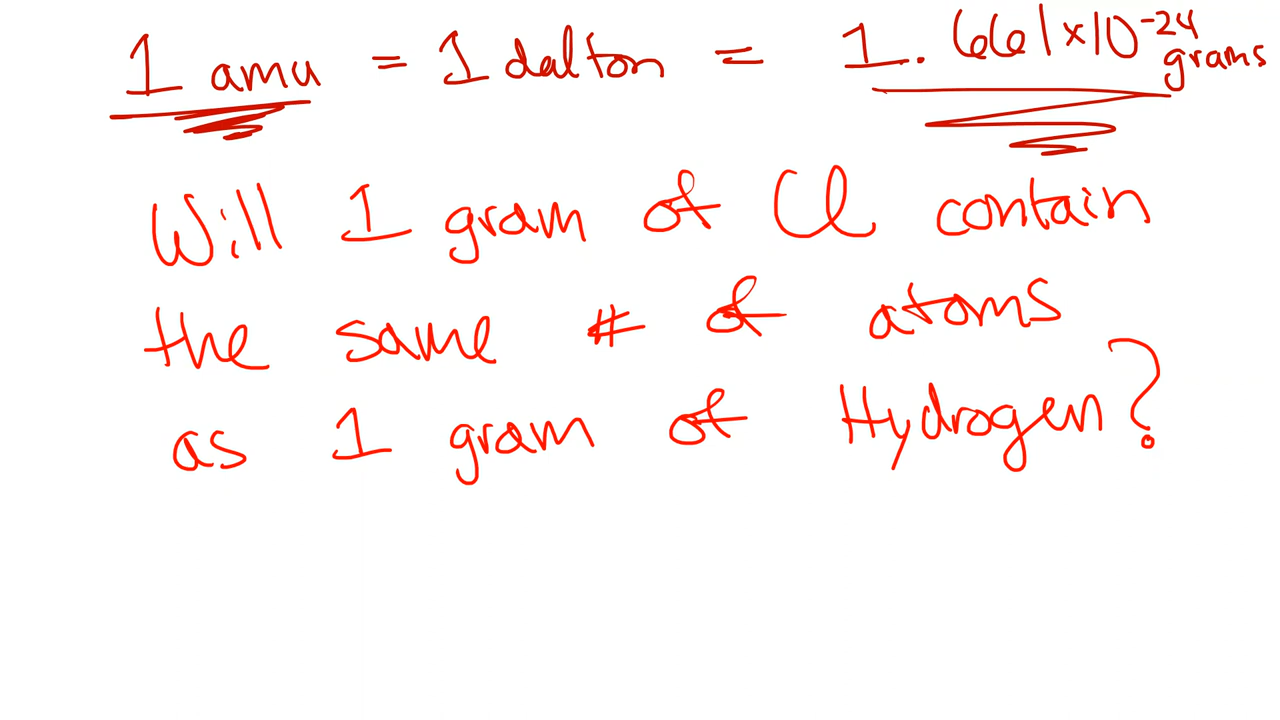 1 amu = 1 dalton = 1.661×10⁻²⁴ grams
Will 1 gram of Cl contain
the same # of atoms
as 1 gram of Hydrogen?